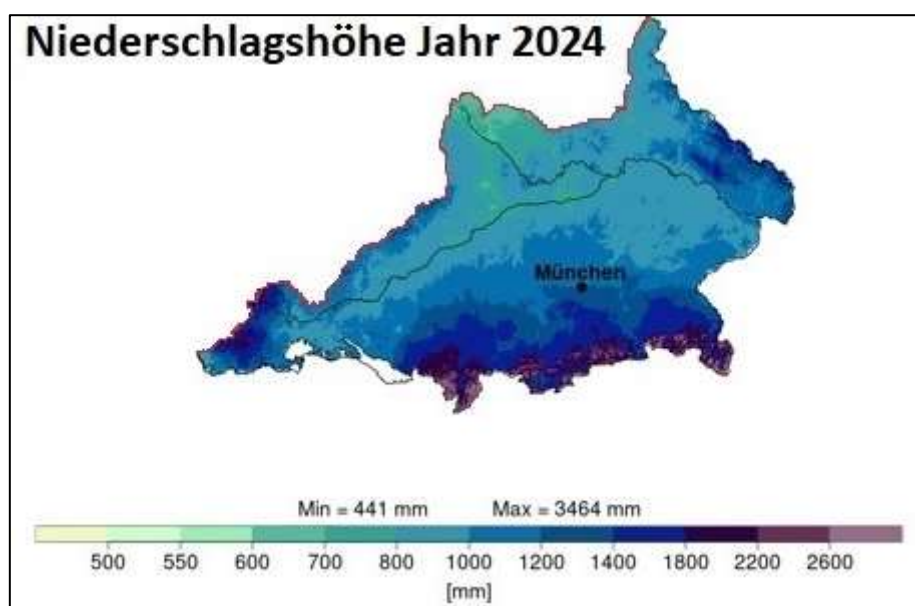 Niederschlagshöhe Jahr 2024
München
Min = 441 mm Max = 3464 mm
500 550 600 700 800 1000 1200 1400 1800 2200 2600
[mm]